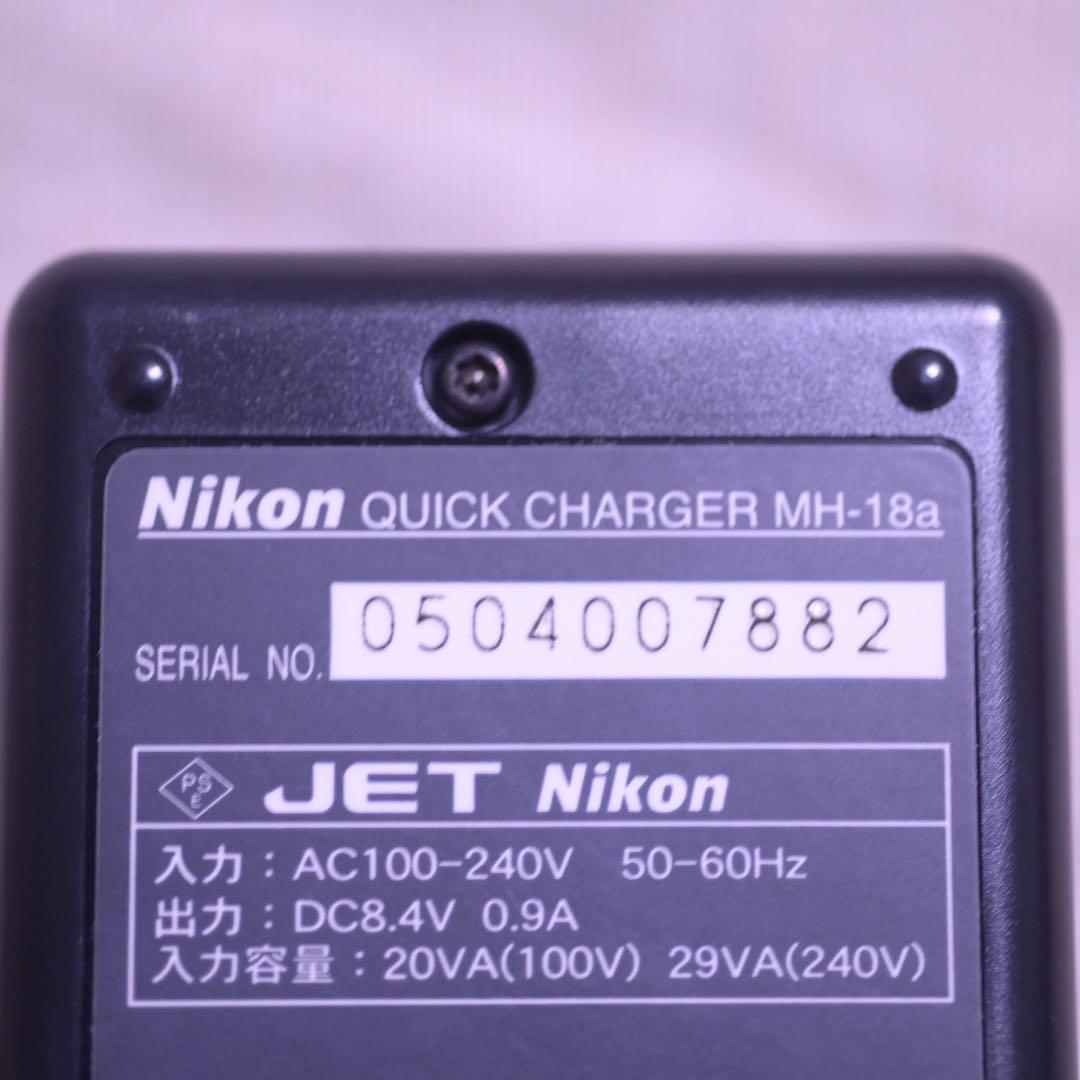 Nikon QUICK CHARGER MH-18a
SERIAL NO. 0504007882
PSE JET Nikon
入力：AC100-240V 50-60Hz
出力：DC8.4V 0.9A
入力容量：20VA(100V) 29VA(240V)